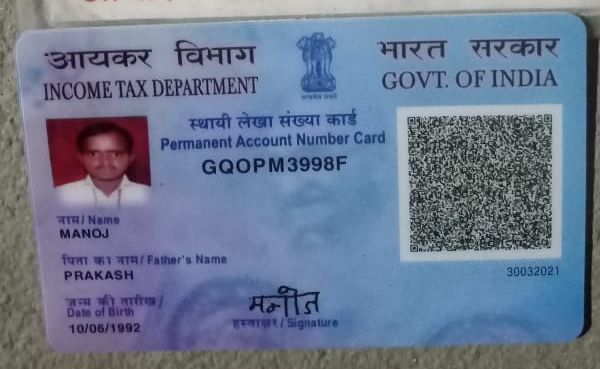 आयकर विभाग
भारत सरकार
INCOME TAX DEPARTMENT
GOVT. OF INDIA
स्थायी लेखा संख्या कार्ड
Permanent Account Number Card
GQOPM3998F
नाम/ Name
MANOJ
पिता का नाम/ Father's Name
PRAKASH
30032021
जन्म की तारीख/
Date of Birth
10/06/1992
मनोज
हस्ताक्षर/ Signature